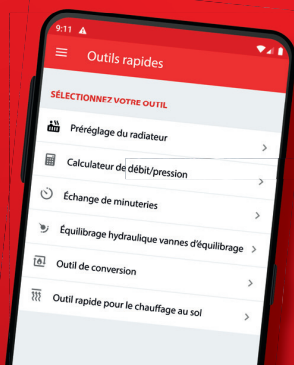 9:11
Outils rapides
SÉLECTIONNEZ VOTRE OUTIL
Préréglage du radiateur
Calculateur de débit/pression
Échange de minuteries
Équilibrage hydraulique vannes d'équilibrage
Outil de conversion
Outil rapide pour le chauffage au sol